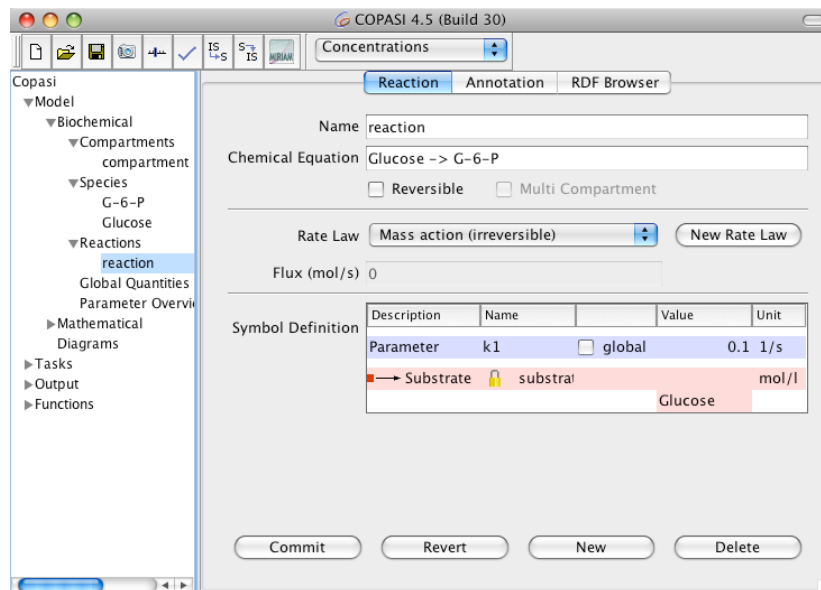 COPASI 4.5 (Build 30)
IS S S IS MIRIAM Concentrations
Copasi
Model
Biochemical
Compartments
compartment
Species
G-6-P
Glucose
Reactions
reaction
Global Quantities
Parameter Overvi
Mathematical
Diagrams
Tasks
Output
Functions
Reaction Annotation RDF Browser
Name reaction
Chemical Equation Glucose -> G-6-P
Reversible Multi Compartment
Rate Law Mass action (irreversible) New Rate Law
Flux (mol/s) 0
Symbol Definition
Description Name Value Unit
Parameter k1 global 0.1 1/s
Substrate substrat mol/l
Glucose
Commit Revert New Delete